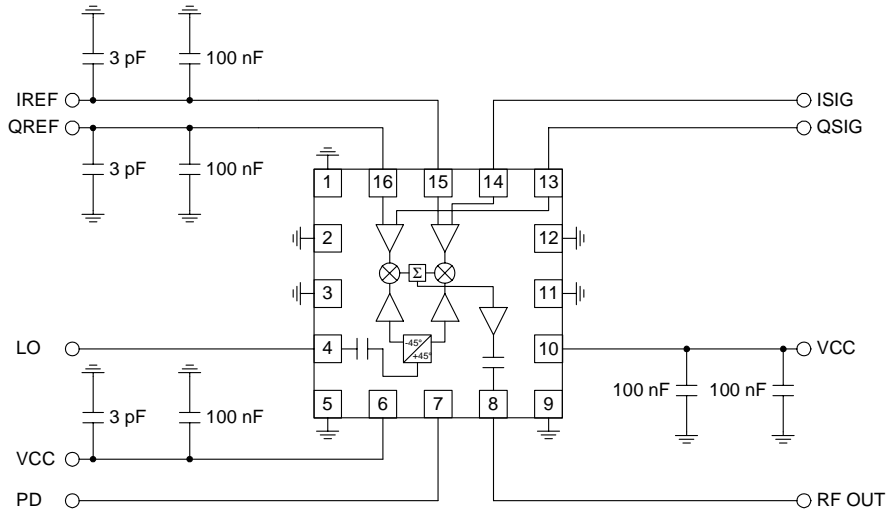 3 pF
100 nF
IREF
ISIG
QREF
QSIG
3 pF
100 nF
1
16
15
14
13
2
12
Σ
3
11
LO
4
-45°
+45°
10
VCC
3 pF
100 nF
100 nF
100 nF
5
6
7
8
9
VCC
PD
RF OUT